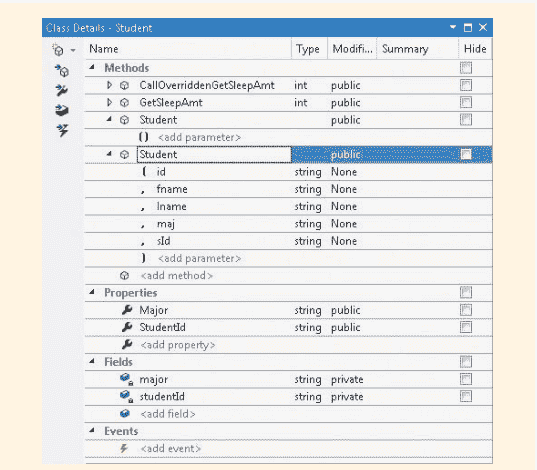 Class Details - Student
Name Type Modifi... Summary Hide
Methods
CallOverriddenGetSleepAmt int public
GetSleepAmt int public
Student public
() <add parameter>
Student public
( id string None
, fname string None
, lname string None
, maj string None
, sId string None
) <add parameter>
<add method>
Properties
Major string public
StudentId string public
<add property>
Fields
major string private
studentId string private
<add field>
Events
<add event>